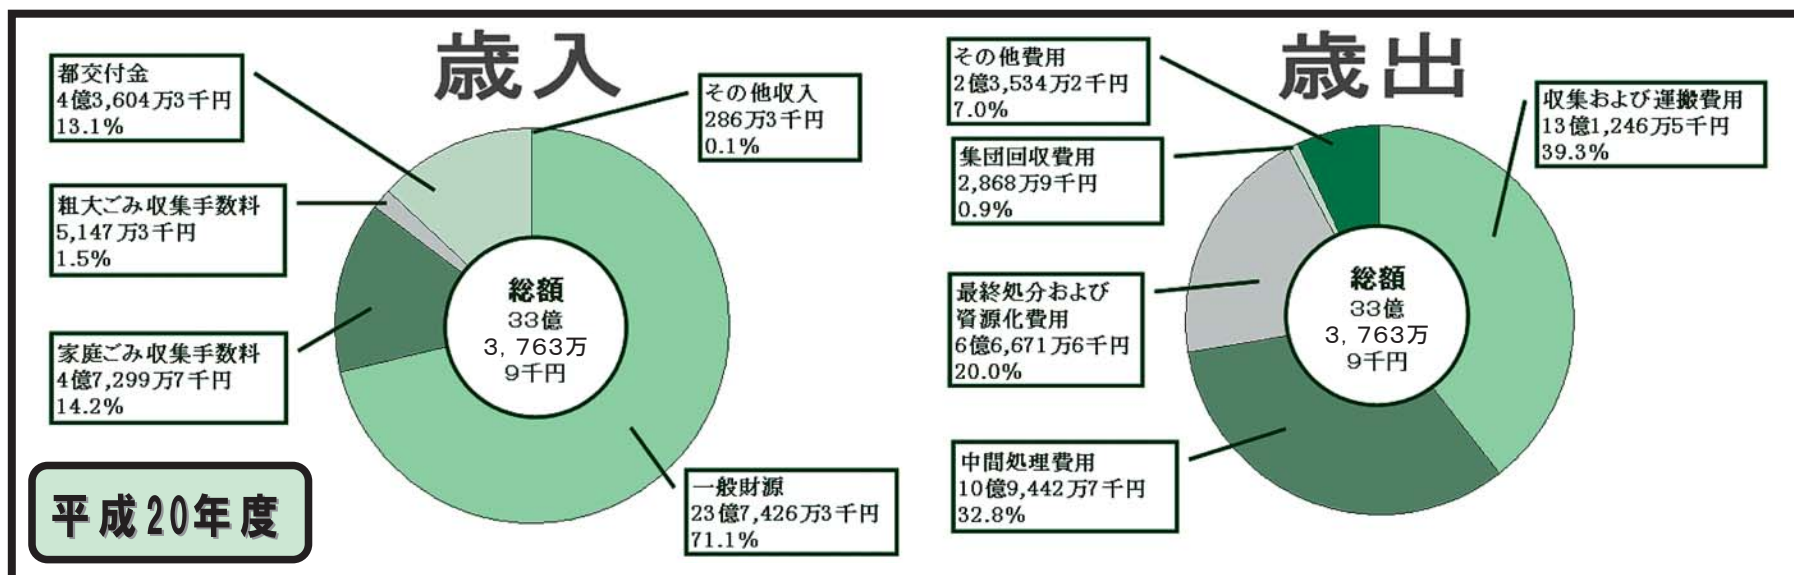 歳入
都交付金
4億3,604万3千円
13.1%
その他収入
286万3千円
0.1%
粗大ごみ収集手数料
5,147万3千円
1.5%
家庭ごみ収集手数料
4億7,299万7千円
14.2%
総額
33億
3,763万
9千円
一般財源
23億7,426万3千円
71.1%
平成20年度
歳出
その他費用
2億3,534万2千円
7.0%
収集および運搬費用
13億1,246万5千円
39.3%
集団回収費用
2,868万9千円
0.9%
最終処分および
資源化費用
6億6,671万6千円
20.0%
総額
33億
3,763万
9千円
中間処理費用
10億9,442万7千円
32.8%